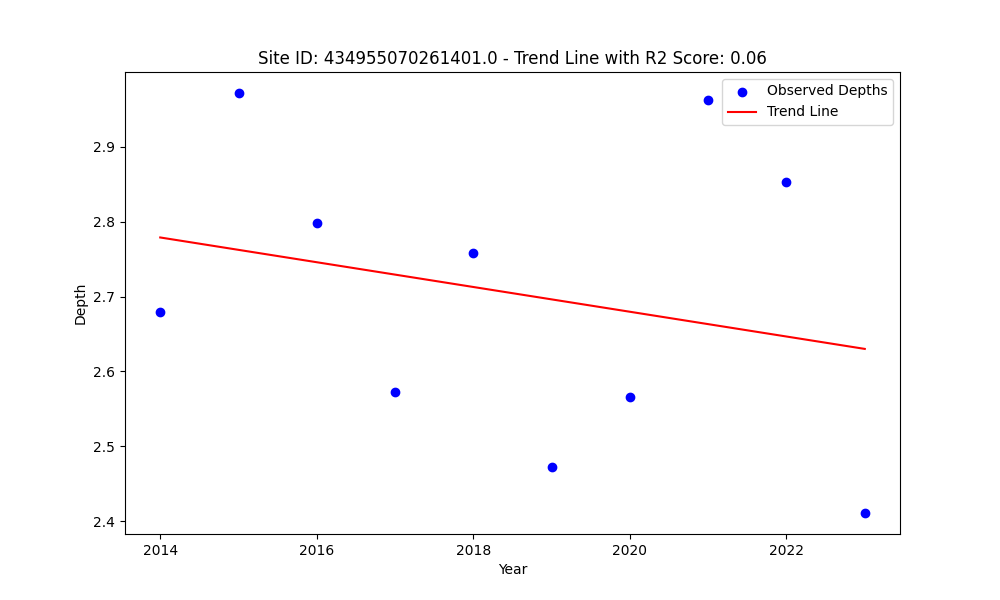 Site ID: 434955070261401.0 - Trend Line with R2 Score: 0.06
Observed Depths
Trend Line
2.9
2.8
2.7
2.6
2.5
2.4
Depth
2014
2016
2018
2020
2022
Year